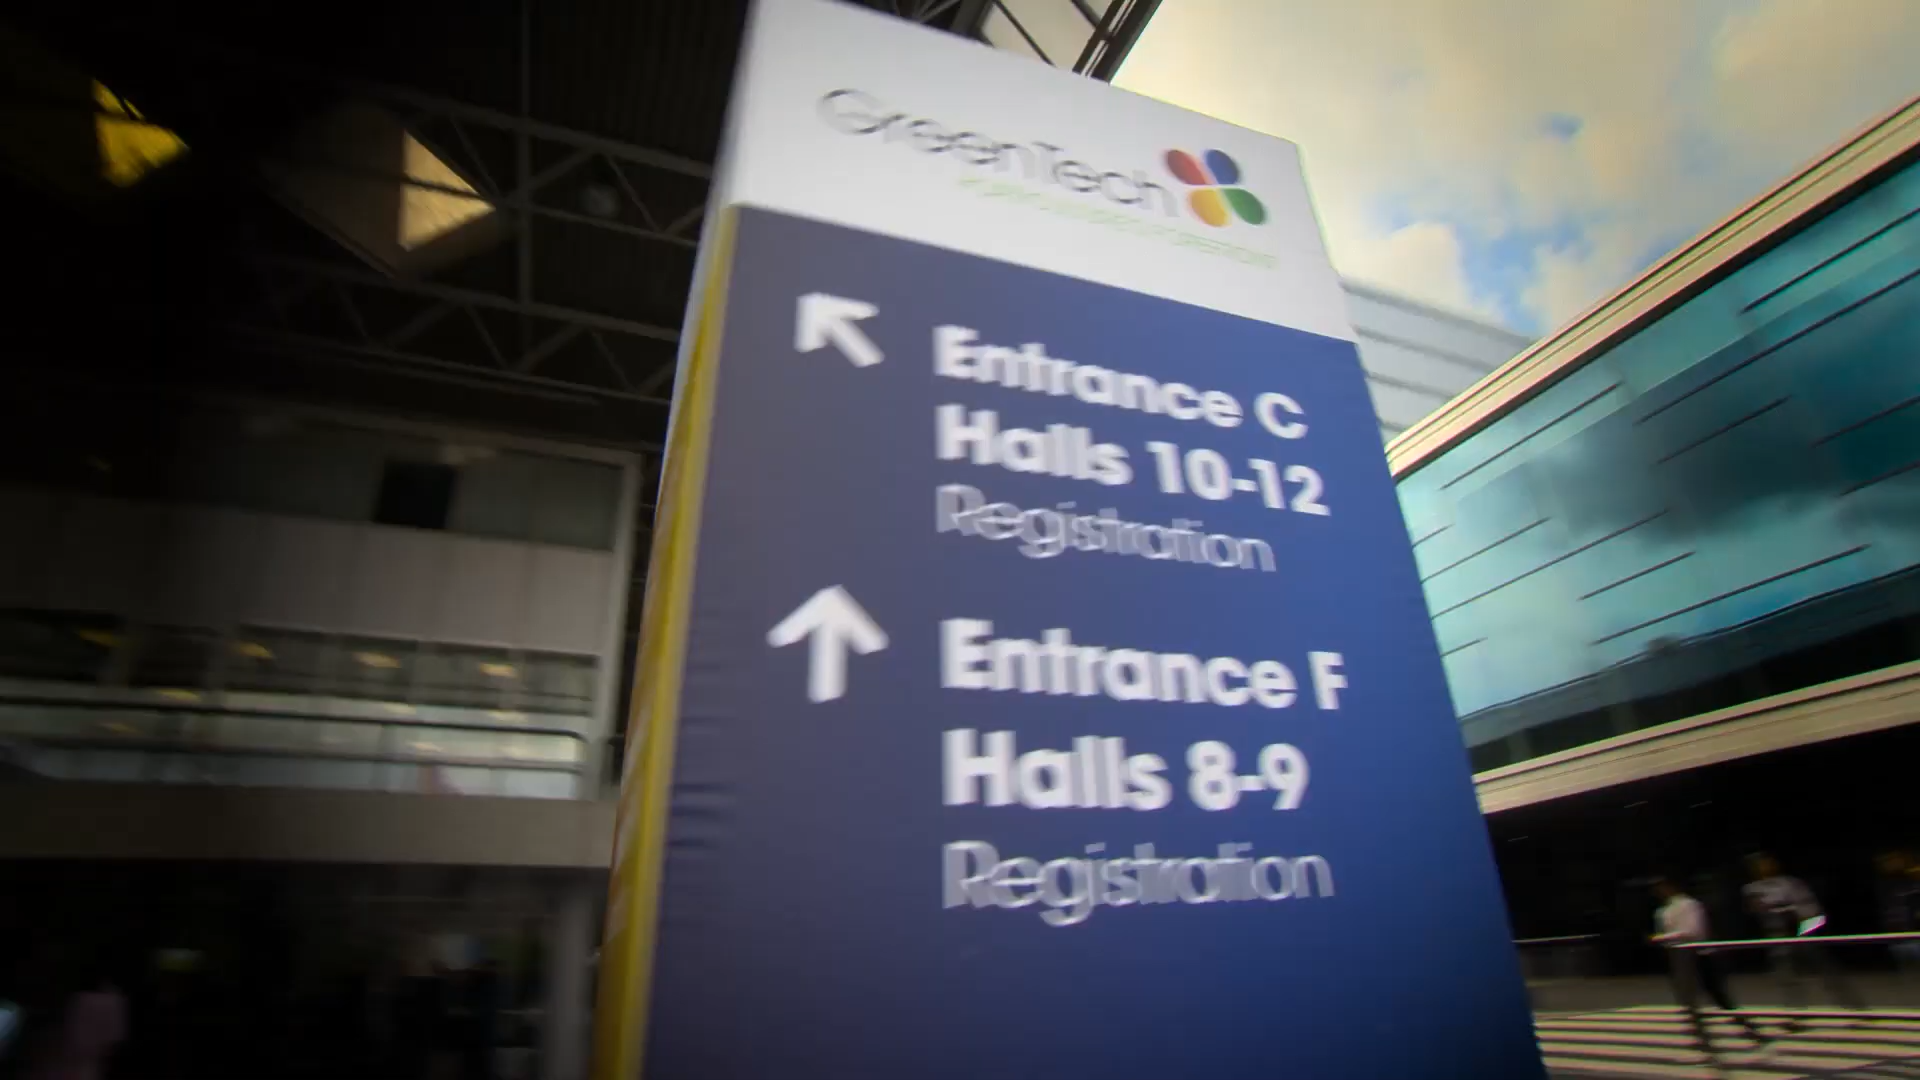 GreenTech
Entrance C
Halls 10-12
Registration
Entrance F
Halls 8-9
Registration